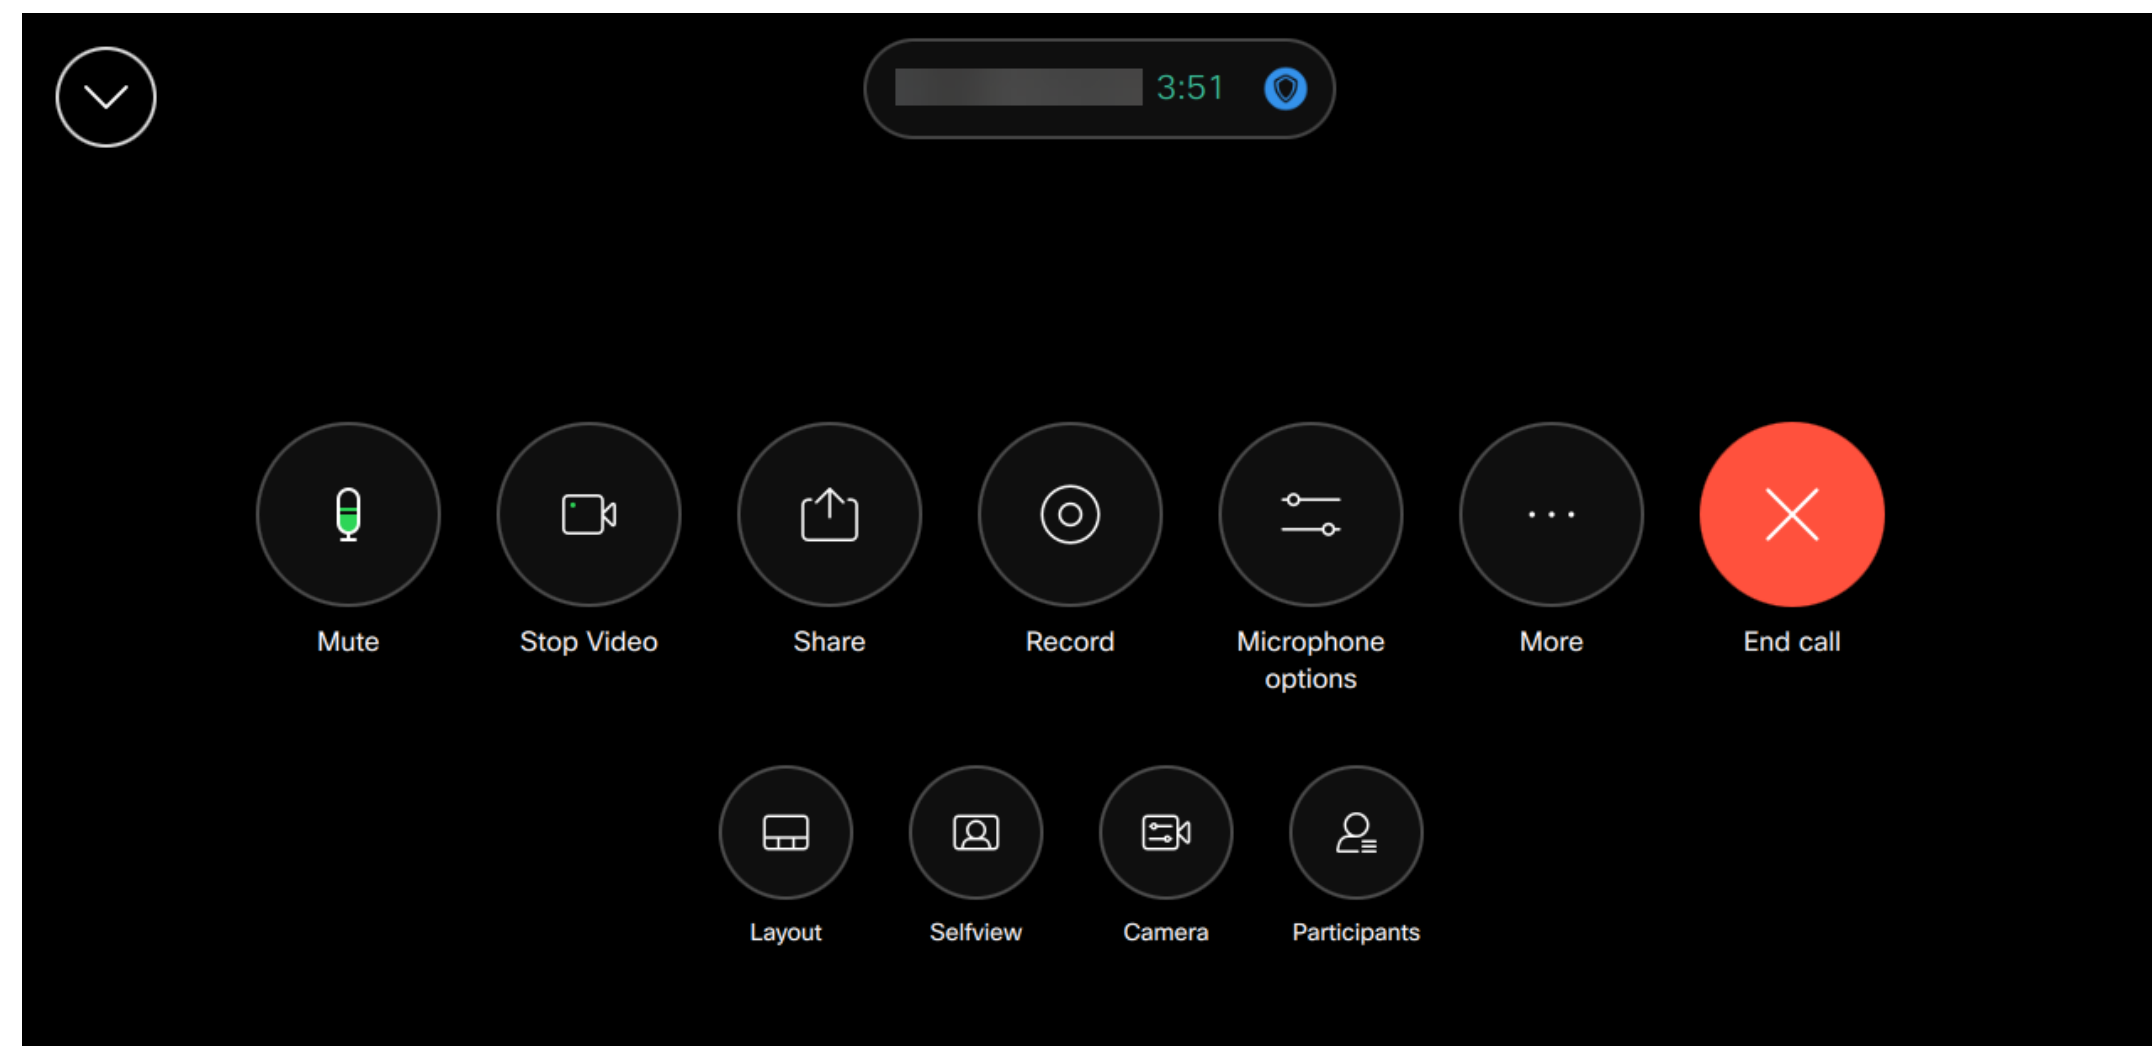 3:51
Mute
Stop Video
Share
Record
Microphone
options
More
End call
Layout
Selfview
Camera
Participants